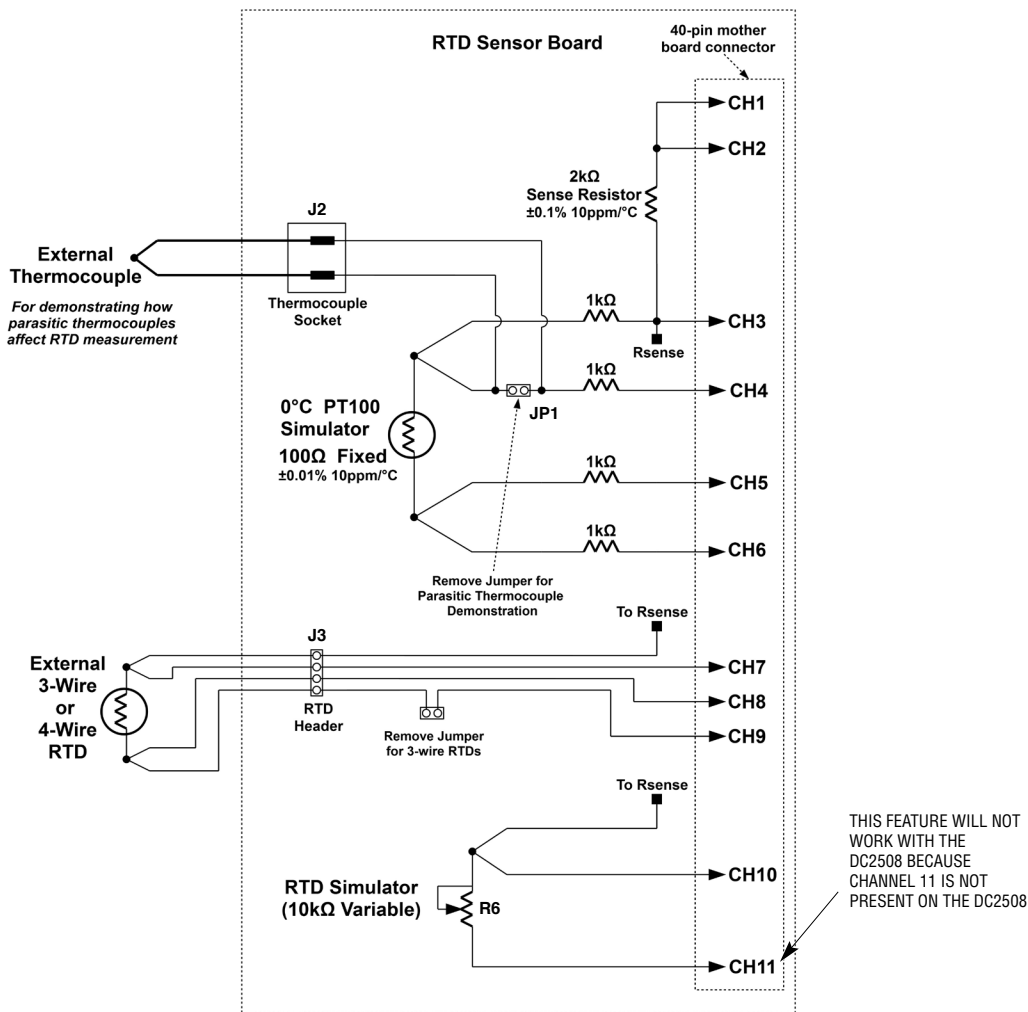 RTD Sensor Board
40-pin mother
board connector
CH1
CH2
2kΩ
Sense Resistor
±0.1% 10ppm/°C
J2
External
Thermocouple
For demonstrating how
parasitic thermocouples
affect RTD measurement
Thermocouple
Socket
1kΩ
CH3
Rsense
1kΩ
CH4
JP1
0°C PT100
Simulator
100Ω Fixed
±0.01% 10ppm/°C
1kΩ
CH5
1kΩ
CH6
Remove Jumper for
Parasitic Thermocouple
Demonstration
To Rsense
J3
External
3-Wire
or
4-Wire
RTD
RTD
Header
Remove Jumper
for 3-wire RTDs
CH7
CH8
CH9
To Rsense
CH10
RTD Simulator
(10kΩ Variable)
R6
CH11
THIS FEATURE WILL NOT
WORK WITH THE
DC2508 BECAUSE
CHANNEL 11 IS NOT
PRESENT ON THE DC2508